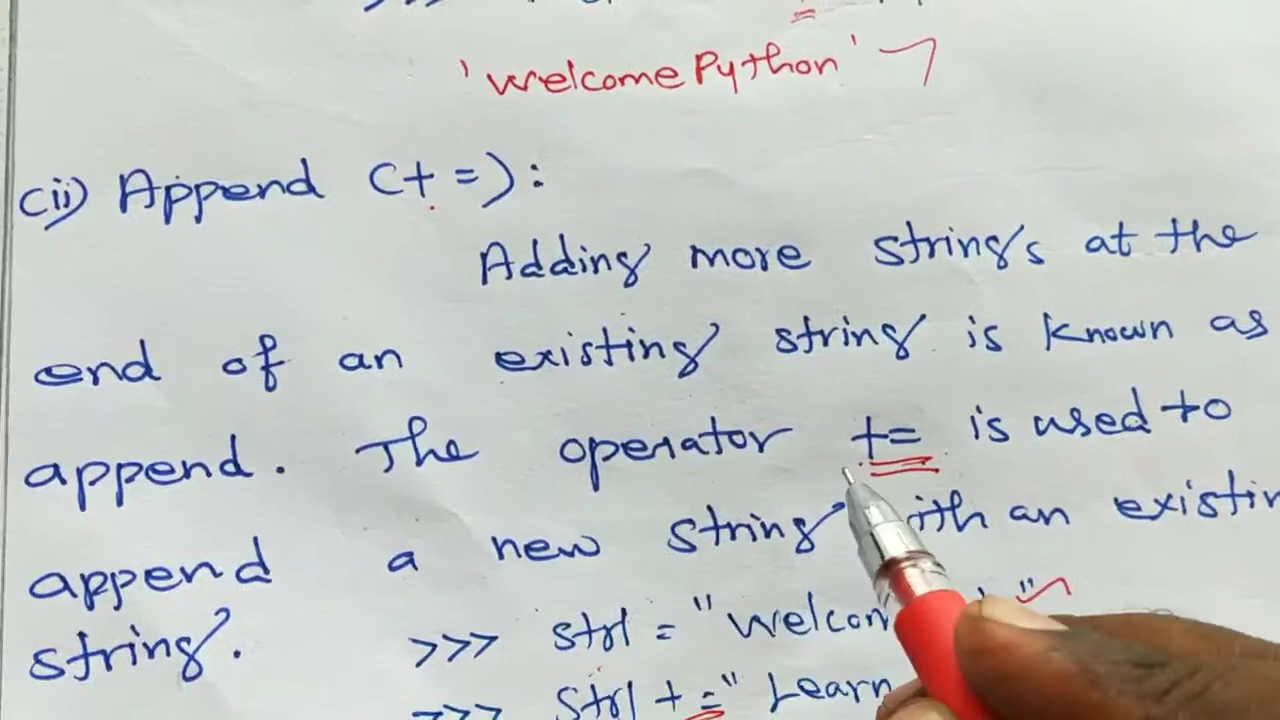 >>>
'WelcomePython'
(ii) Append (+=):
Adding more strings at the
end of an existing string is known as
append. The operator += is used to
append a new string with an
string.
>>> str1 = "Welcom "
>>> str1 + =" Learn